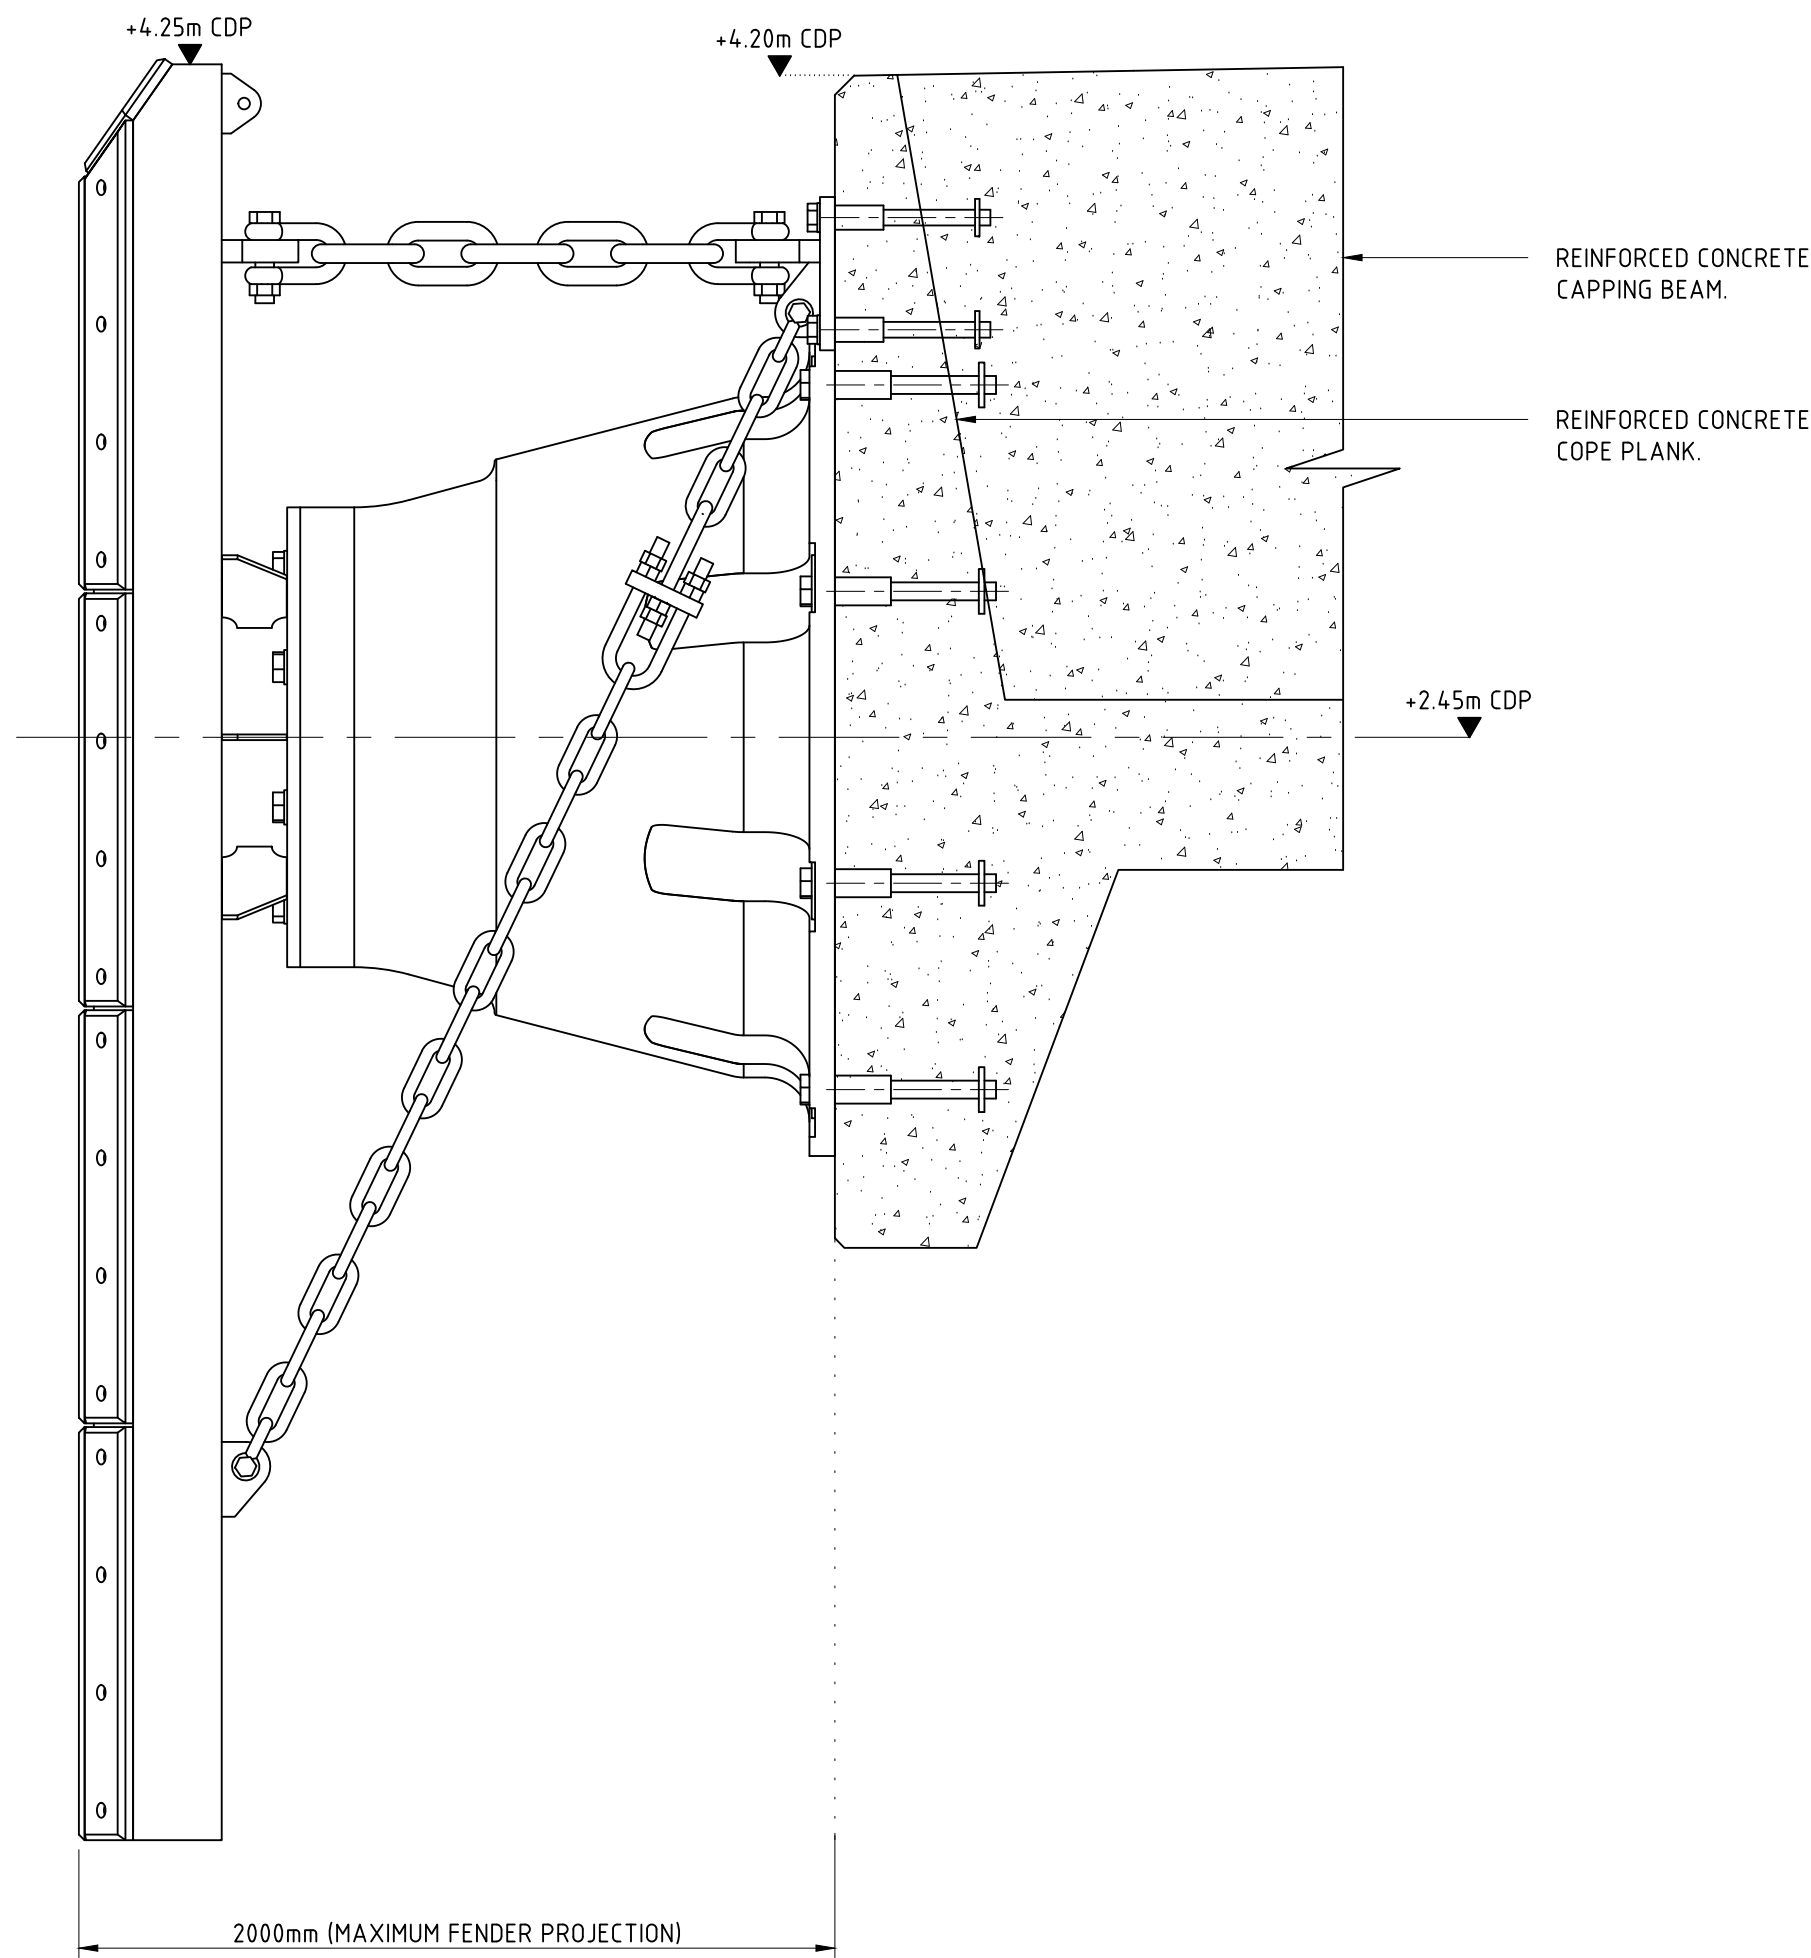 +4.25m CDP
+4.20m CDP
REINFORCED CONCRETE
CAPPING BEAM.
REINFORCED CONCRETE
COPE PLANK.
+2.45m CDP
2000mm (MAXIMUM FENDER PROJECTION)